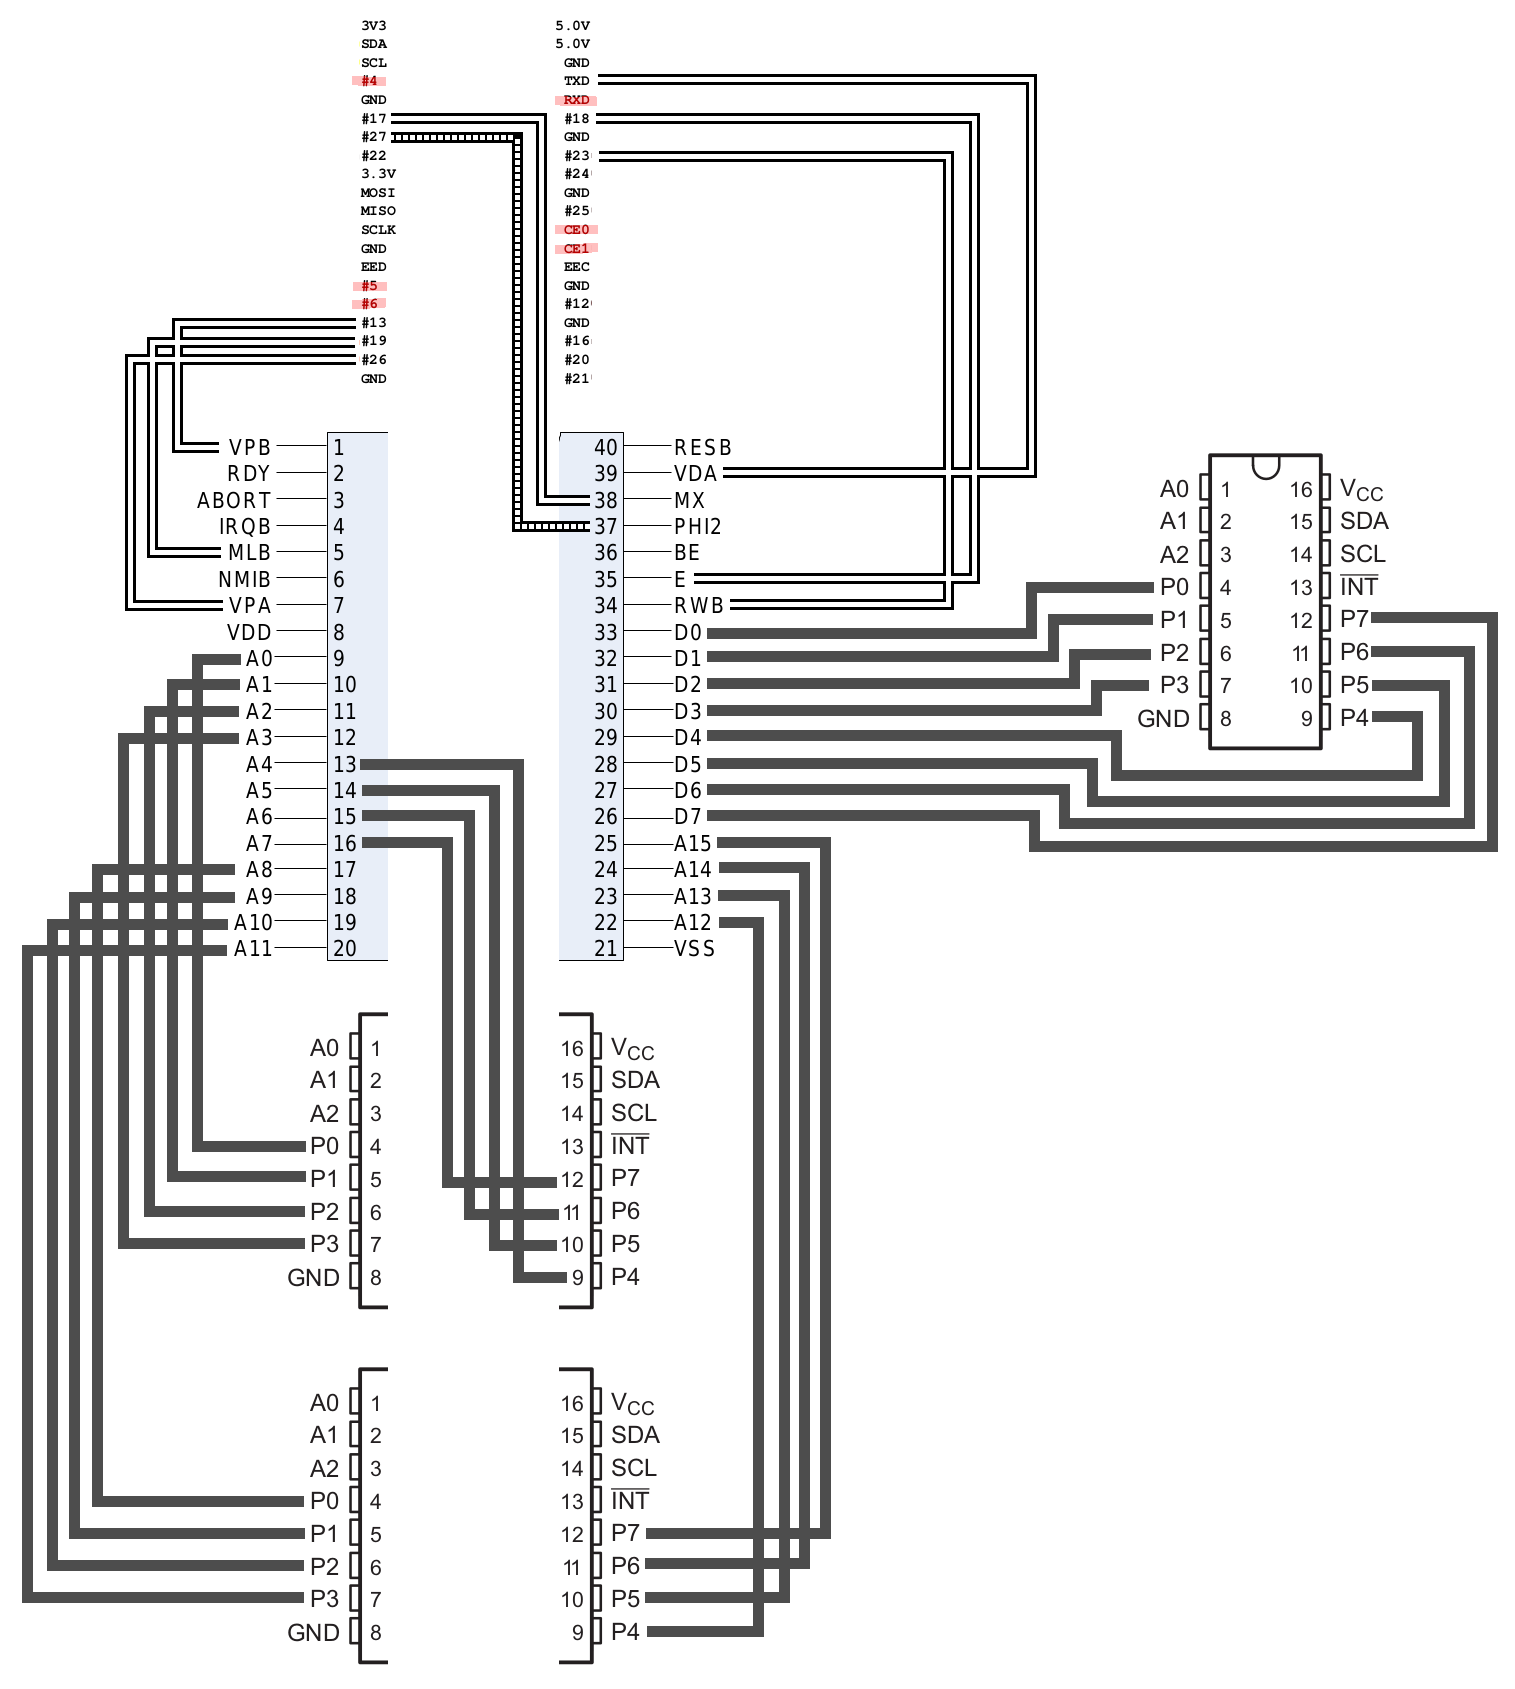 3V3 5.0V
SDA 5.0V
SCL GND
#4 TXD
GND RXD
#17 #18
#27 GND
#22 #23
3.3V #24
MOSI GND
MISO #25
SCLK CE0
GND CE1
EED EEC
#5 GND
#6 #12
#13 GND
#19 #16
#26 #20
GND #21
VPB 1 40 RESB
RDY 2 39 VDA
ABORT 3 38 MX
IRQB 4 37 PHI2
MLB 5 36 BE
NMIB 6 35 E
VPA 7 34 RWB
VDD 8 33 D0
A0 9 32 D1
A1 10 31 D2
A2 11 30 D3
A3 12 29 D4
A4 13 28 D5
A5 14 27 D6
A6 15 26 D7
A7 16 25 A15
A8 17 24 A14
A9 18 23 A13
A10 19 22 A12
A11 20 21 VSS
A0 1 16 VCC
A1 2 15 SDA
A2 3 14 SCL
P0 4 13 INT
P1 5 12 P7
P2 6 11 P6
P3 7 10 P5
GND 8 9 P4
A0 1 16 VCC
A1 2 15 SDA
A2 3 14 SCL
P0 4 13 INT
P1 5 12 P7
P2 6 11 P6
P3 7 10 P5
GND 8 9 P4
A0 1 16 VCC
A1 2 15 SDA
A2 3 14 SCL
P0 4 13 INT
P1 5 12 P7
P2 6 11 P6
P3 7 10 P5
GND 8 9 P4